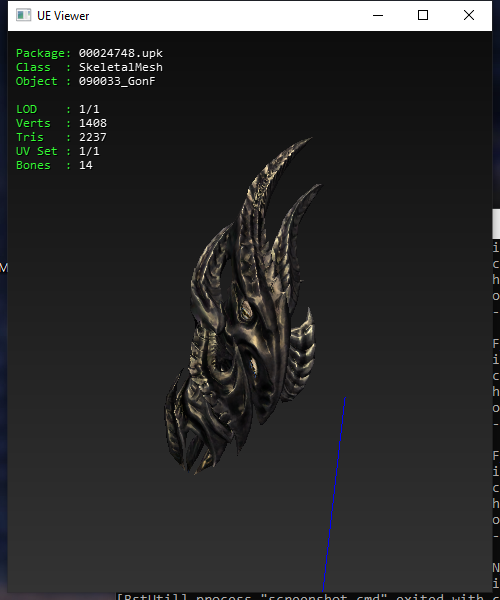 UE Viewer
Package: 00024748.upk
Class : SkeletalMesh
Object : 090033_GonF
LOD : 1/1
Verts : 1408
Tris : 2237
UV Set : 1/1
Bones : 14
M
i
c
h
o
-
F
i
c
h
o
-
F
i
c
h
o
-
N
i
[BstUtil] process "screenshot.cmd" exited with c